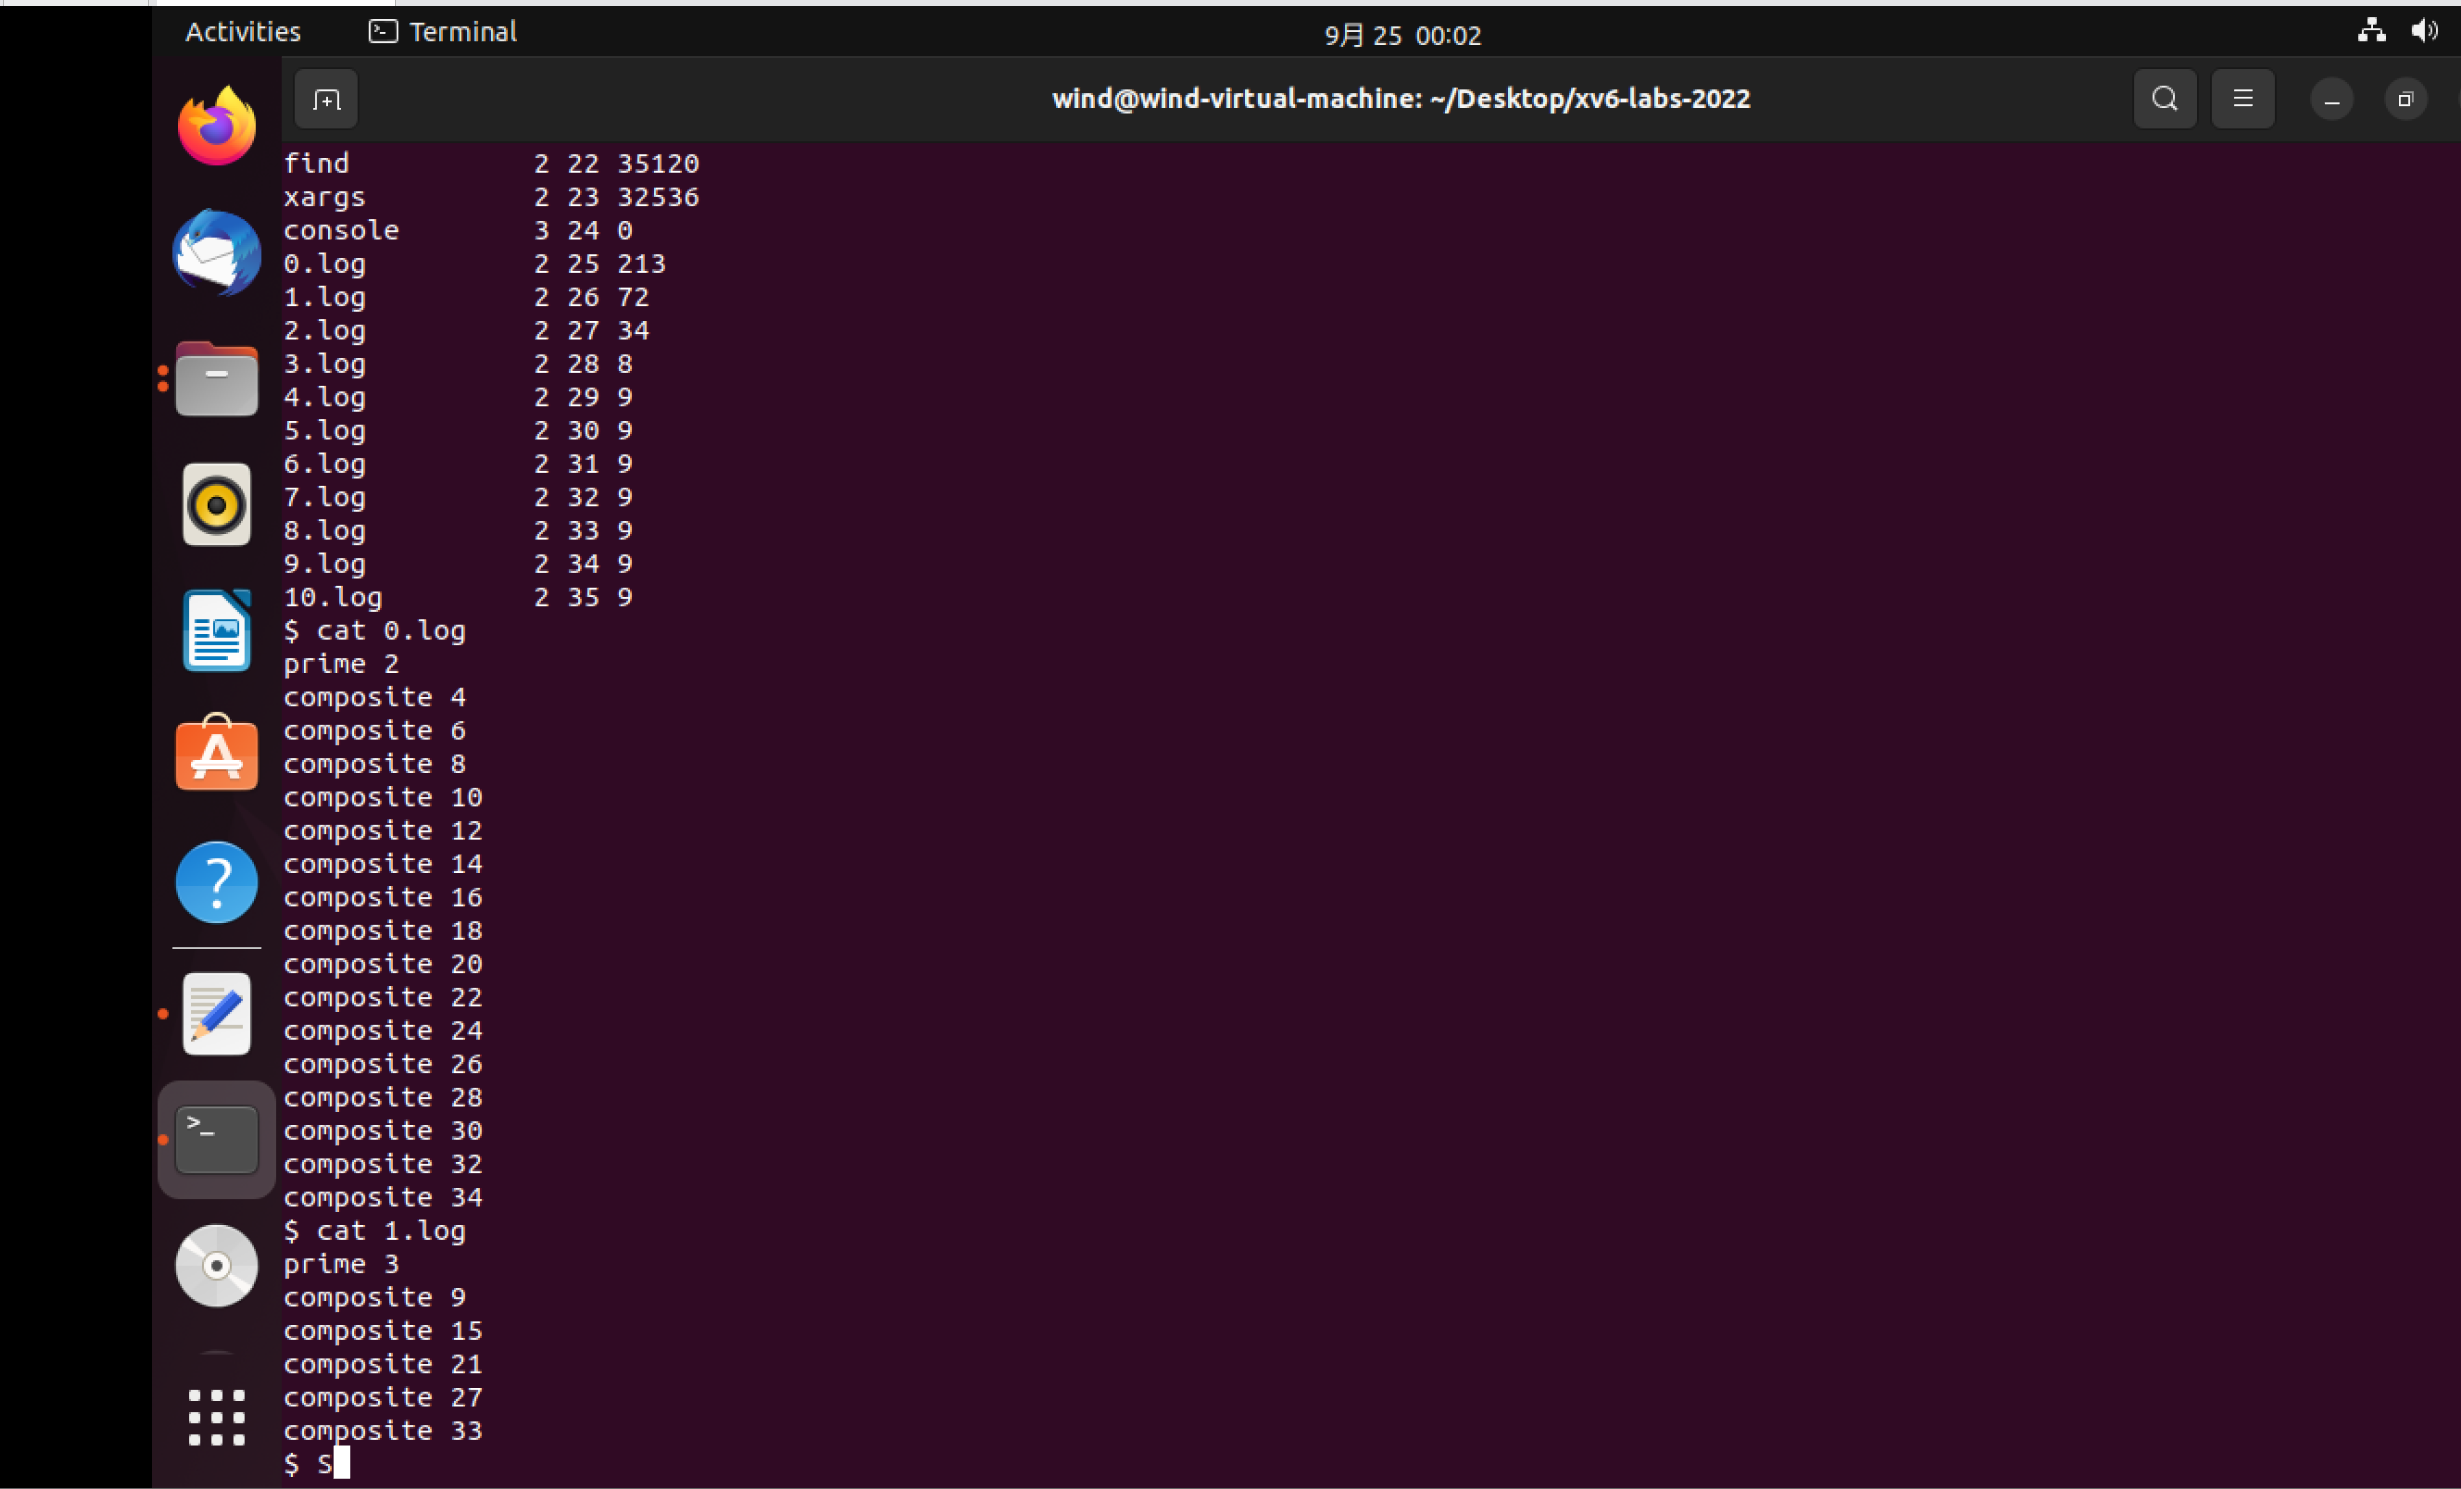 Activities Terminal 9月 25 00:02
wind@wind-virtual-machine: ~/Desktop/xv6-labs-2022
find 2 22 35120
xargs 2 23 32536
console 3 24 0
0.log 2 25 213
1.log 2 26 72
2.log 2 27 34
3.log 2 28 8
4.log 2 29 9
5.log 2 30 9
6.log 2 31 9
7.log 2 32 9
8.log 2 33 9
9.log 2 34 9
10.log 2 35 9
$ cat 0.log
prime 2
composite 4
composite 6
composite 8
composite 10
composite 12
composite 14
composite 16
composite 18
composite 20
composite 22
composite 24
composite 26
composite 28
composite 30
composite 32
composite 34
$ cat 1.log
prime 3
composite 9
composite 15
composite 21
composite 27
composite 33
$ S